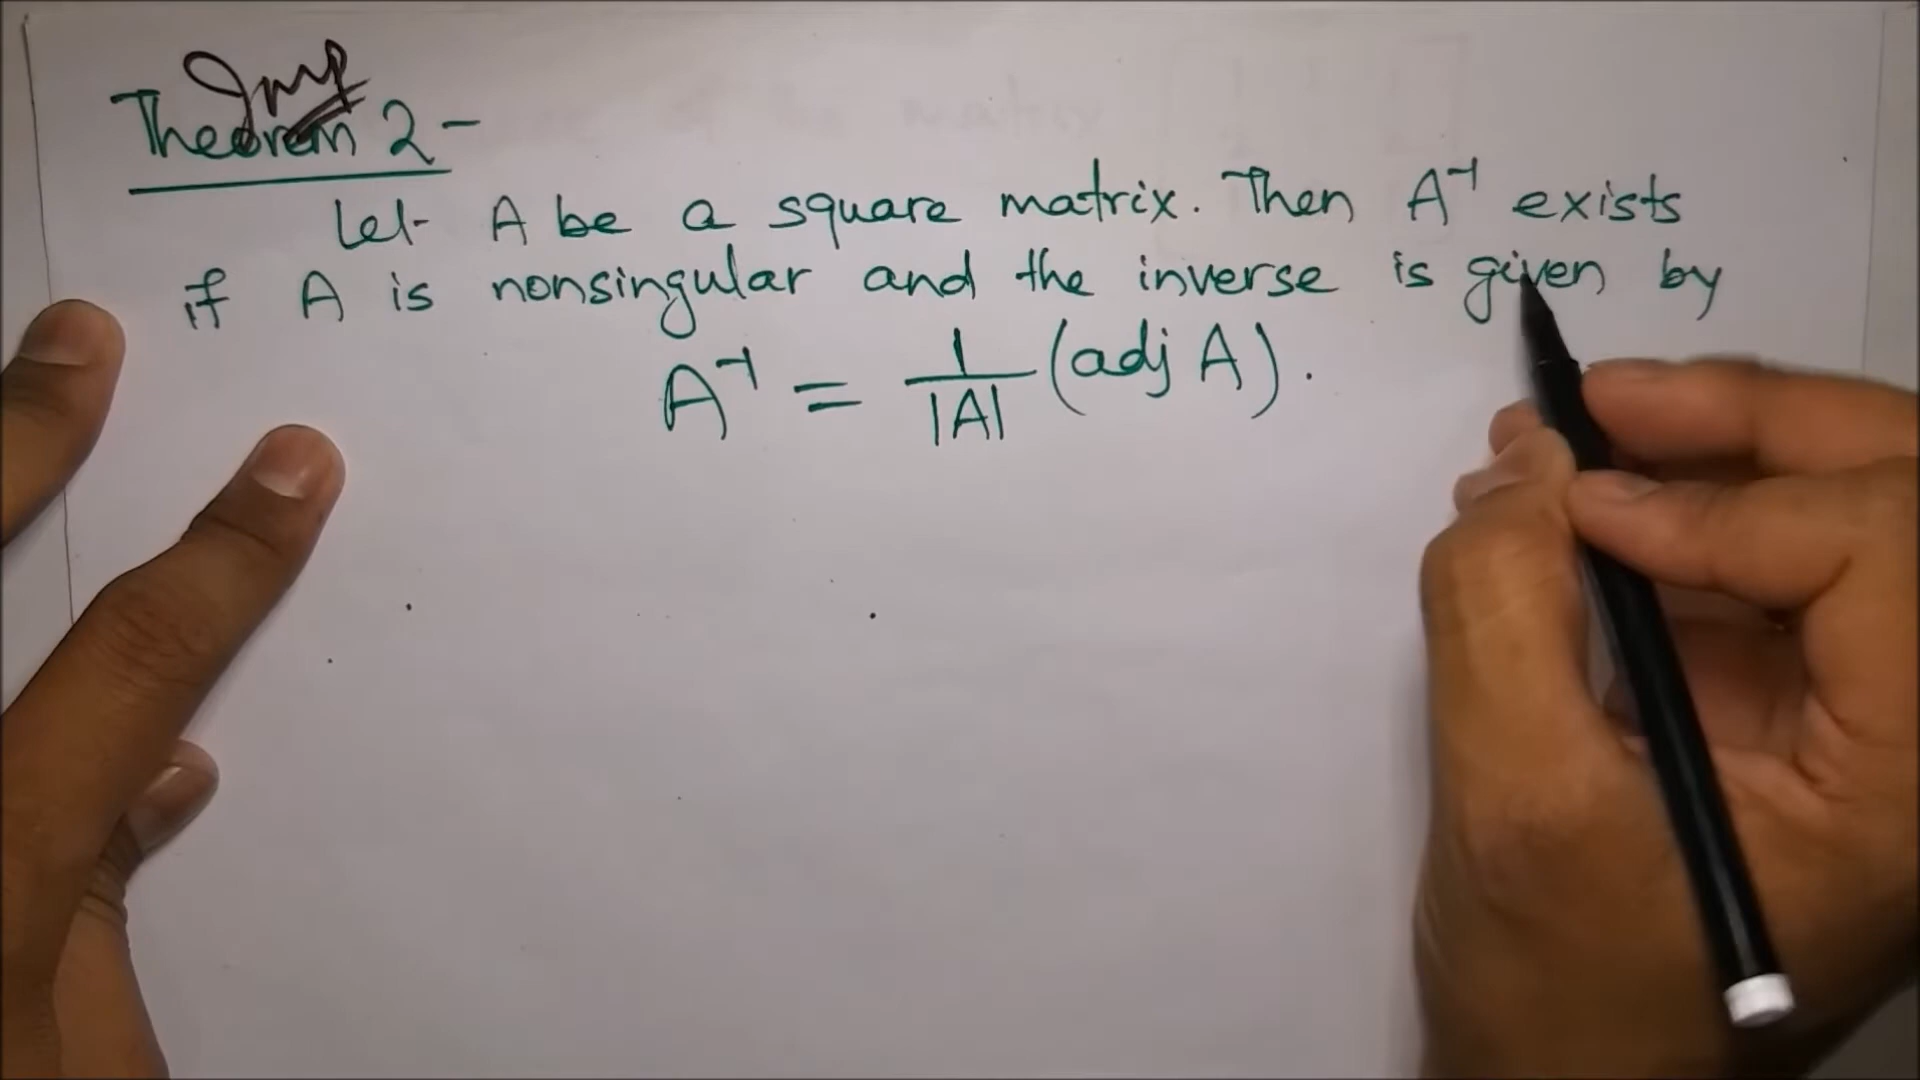 Imp
Theorem 2 -
Let A be a square matrix. Then A⁻¹ exists
if A is nonsingular and the inverse is given by
A⁻¹ = 1/|A| (adj A).